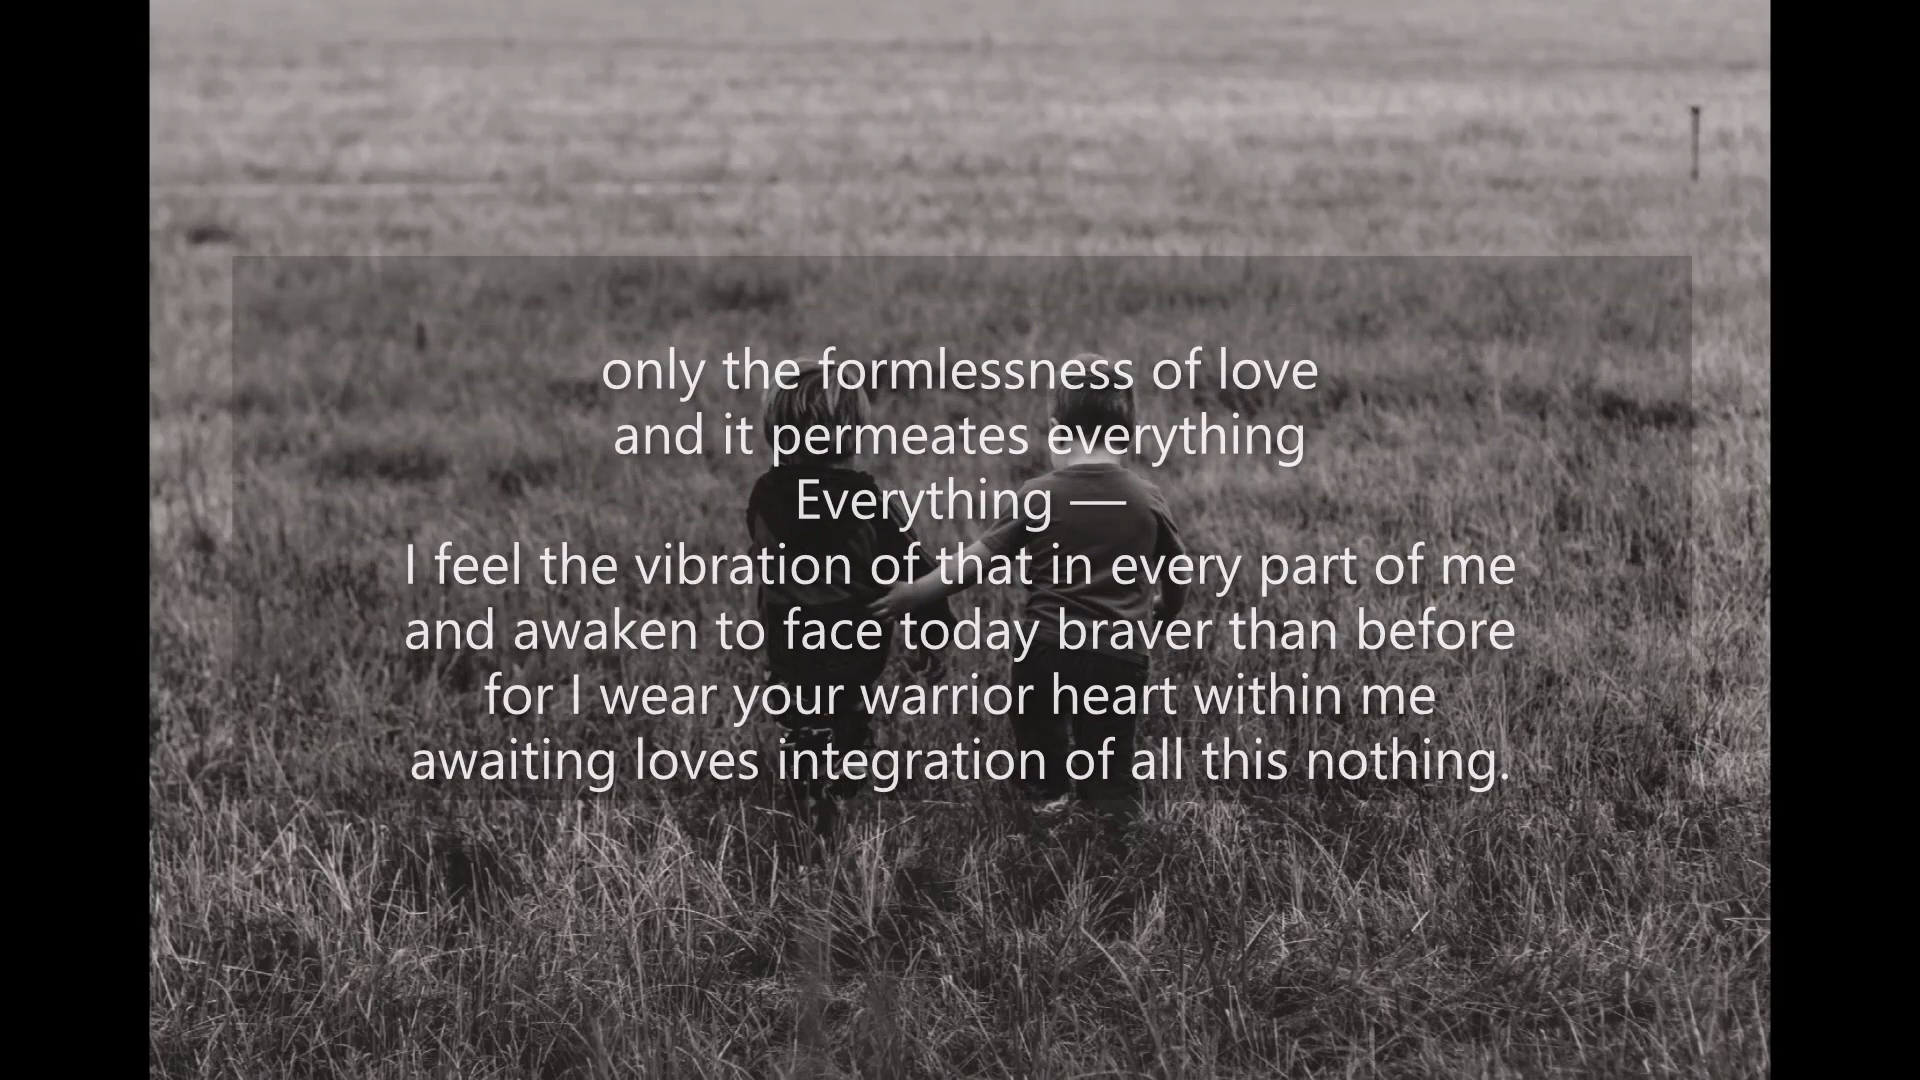 only the formlessness of love
and it permeates everything
Everything —
I feel the vibration of that in every part of me
and awaken to face today braver than before
for I wear your warrior heart within me
awaiting loves integration of all this nothing.